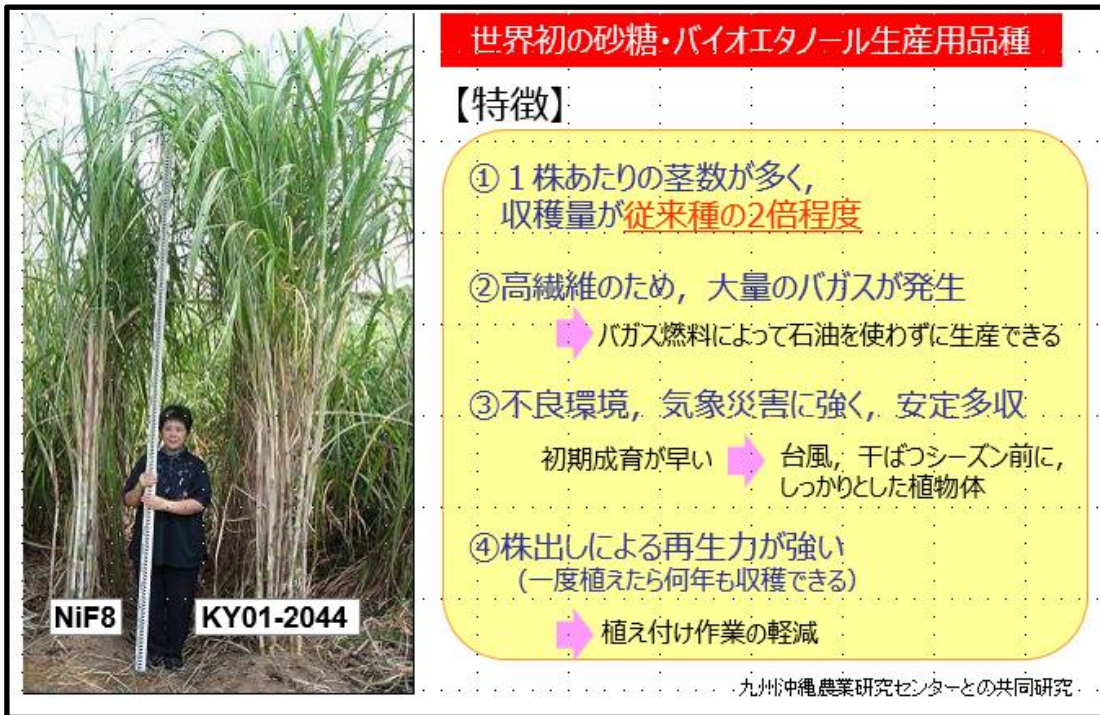 世界初の砂糖・バイオエタノール生産用品種
【特徴】
①１株あたりの茎数が多く，
収穫量が従来種の2倍程度
②高繊維のため，大量のバガスが発生
バガス燃料によって石油を使わずに生産できる
③不良環境，気象災害に強く，安定多収
初期成育が早い
台風，干ばつシーズン前に，
しっかりとした植物体
④株出しによる再生力が強い
（一度植えたら何年も収穫できる）
植え付け作業の軽減
NiF8
KY01-2044
九州沖縄農業研究センターとの共同研究